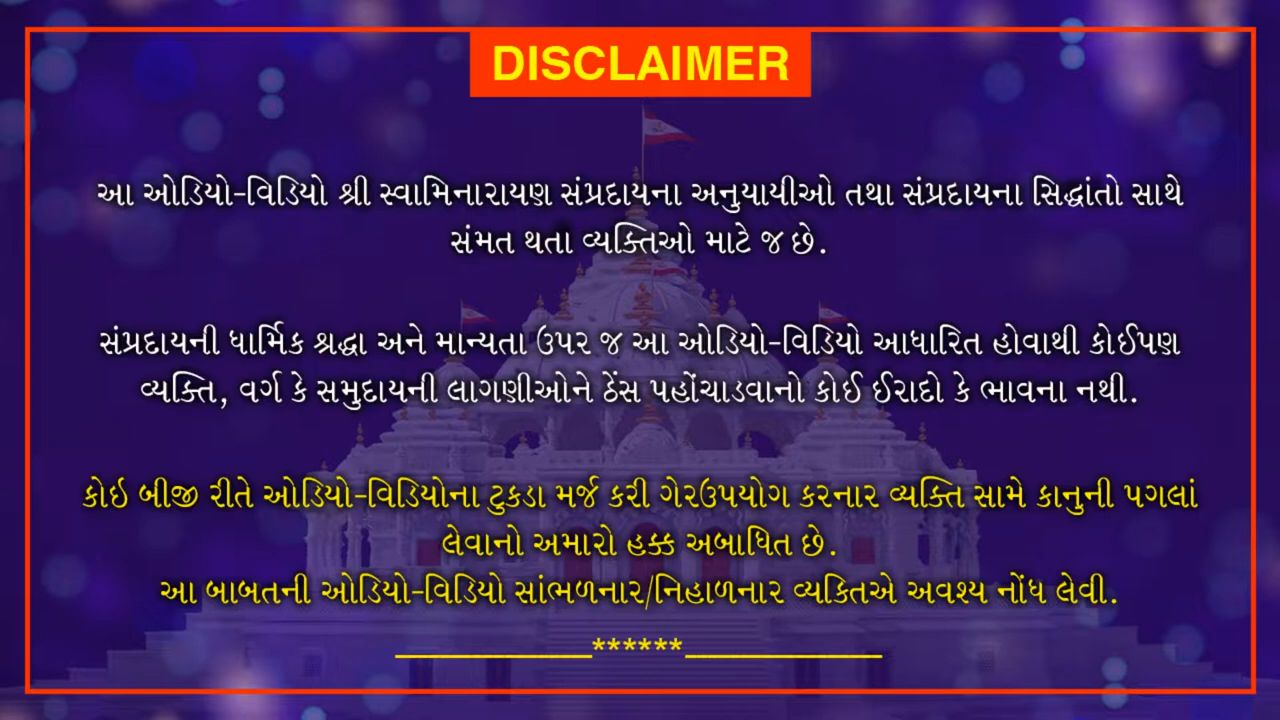 DISCLAIMER
આ ઓડિયો-વિડિયો શ્રી સ્વામિનારાયણ સંપ્રદાયના અનુયાયીઓ તથા સંપ્રદાયના સિદ્ધાંતો સાથે
સંમત થતા વ્યક્તિઓ માટે જ છે.
સંપ્રદાયની ધાર્મિક શ્રદ્ધા અને માન્યતા ઉપર જ આ ઓડિયો-વિડિયો આધારિત હોવાથી કોઈપણ
વ્યક્તિ, વર્ગ કે સમુદાયની લાગણીઓને ઠેંસ પહોંચાડવાનો કોઈ ઈરાદો કે ભાવના નથી.
કોઇ બીજી રીતે ઓડિયો-વિડિયોના ટુકડા મર્જ કરી ગેરઉપયોગ કરનાર વ્યક્તિ સામે કાનુની પગલાં
લેવાનો અમારો હક્ક અબાધિત છે.
આ બાબતની ઓડિયો-વિડિયો સાંભળનાર/નિહાળનાર વ્યકિતએ અવશ્ય નોંધ લેવી.
______________******______________